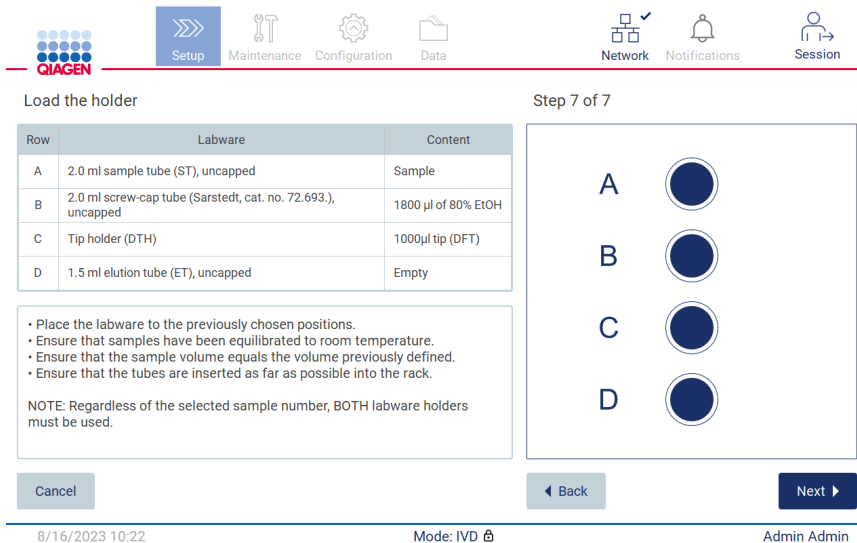 QIAGEN
Setup
Maintenance
Configuration
Data
Network
Notifications
Session
Load the holder
Step 7 of 7
Row Labware Content
A 2.0 ml sample tube (ST), uncapped Sample
B 2.0 ml screw-cap tube (Sarstedt, cat. no. 72.693.), uncapped 1800 µl of 80% EtOH
C Tip holder (DTH) 1000µl tip (DFT)
D 1.5 ml elution tube (ET), uncapped Empty
• Place the labware to the previously chosen positions.
• Ensure that samples have been equilibrated to room temperature.
• Ensure that the sample volume equals the volume previously defined.
• Ensure that the tubes are inserted as far as possible into the rack.
NOTE: Regardless of the selected sample number, BOTH labware holders
must be used.
A
B
C
D
Cancel
Back
Next
8/16/2023 10:22
Mode: IVD
Admin Admin